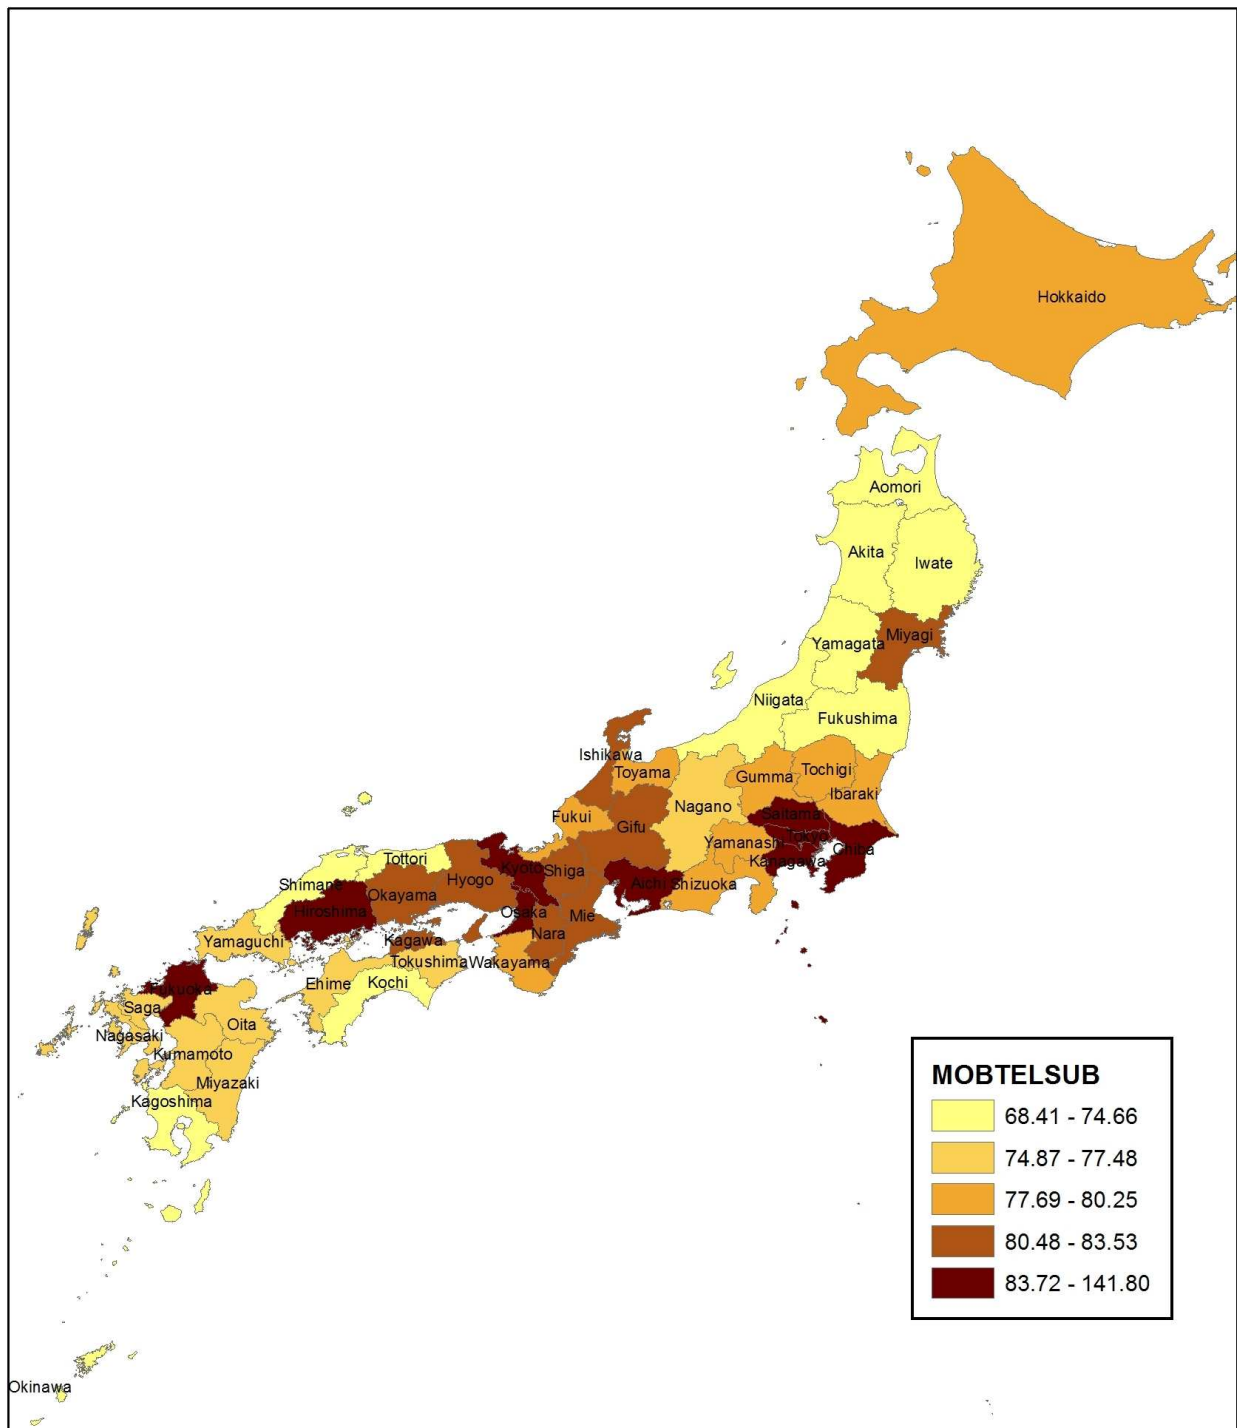 Hokkaido
Aomori
Akita
Iwate
Miyagi
Yamagata
Niigata
Fukushima
Ishikawa
Toyama
Gumma
Tochigi
Ibaraki
Nagano
Fukui
Gifu
Saitama
Tokyo
Yamanashi
Chiba
Kanagawa
Tottori
Kyoto
Shiga
Hyogo
Aichi
Shizuoka
Shimane
Okayama
Hiroshima
Osaka
Mie
Nara
Yamaguchi
Kagawa
Tokushima
Wakayama
Ehime
Kochi
Fukuoka
Saga
Oita
Nagasaki
Kumamoto
Miyazaki
Kagoshima
Okinawa
MOBTELSUB
68.41 - 74.66
74.87 - 77.48
77.69 - 80.25
80.48 - 83.53
83.72 - 141.80